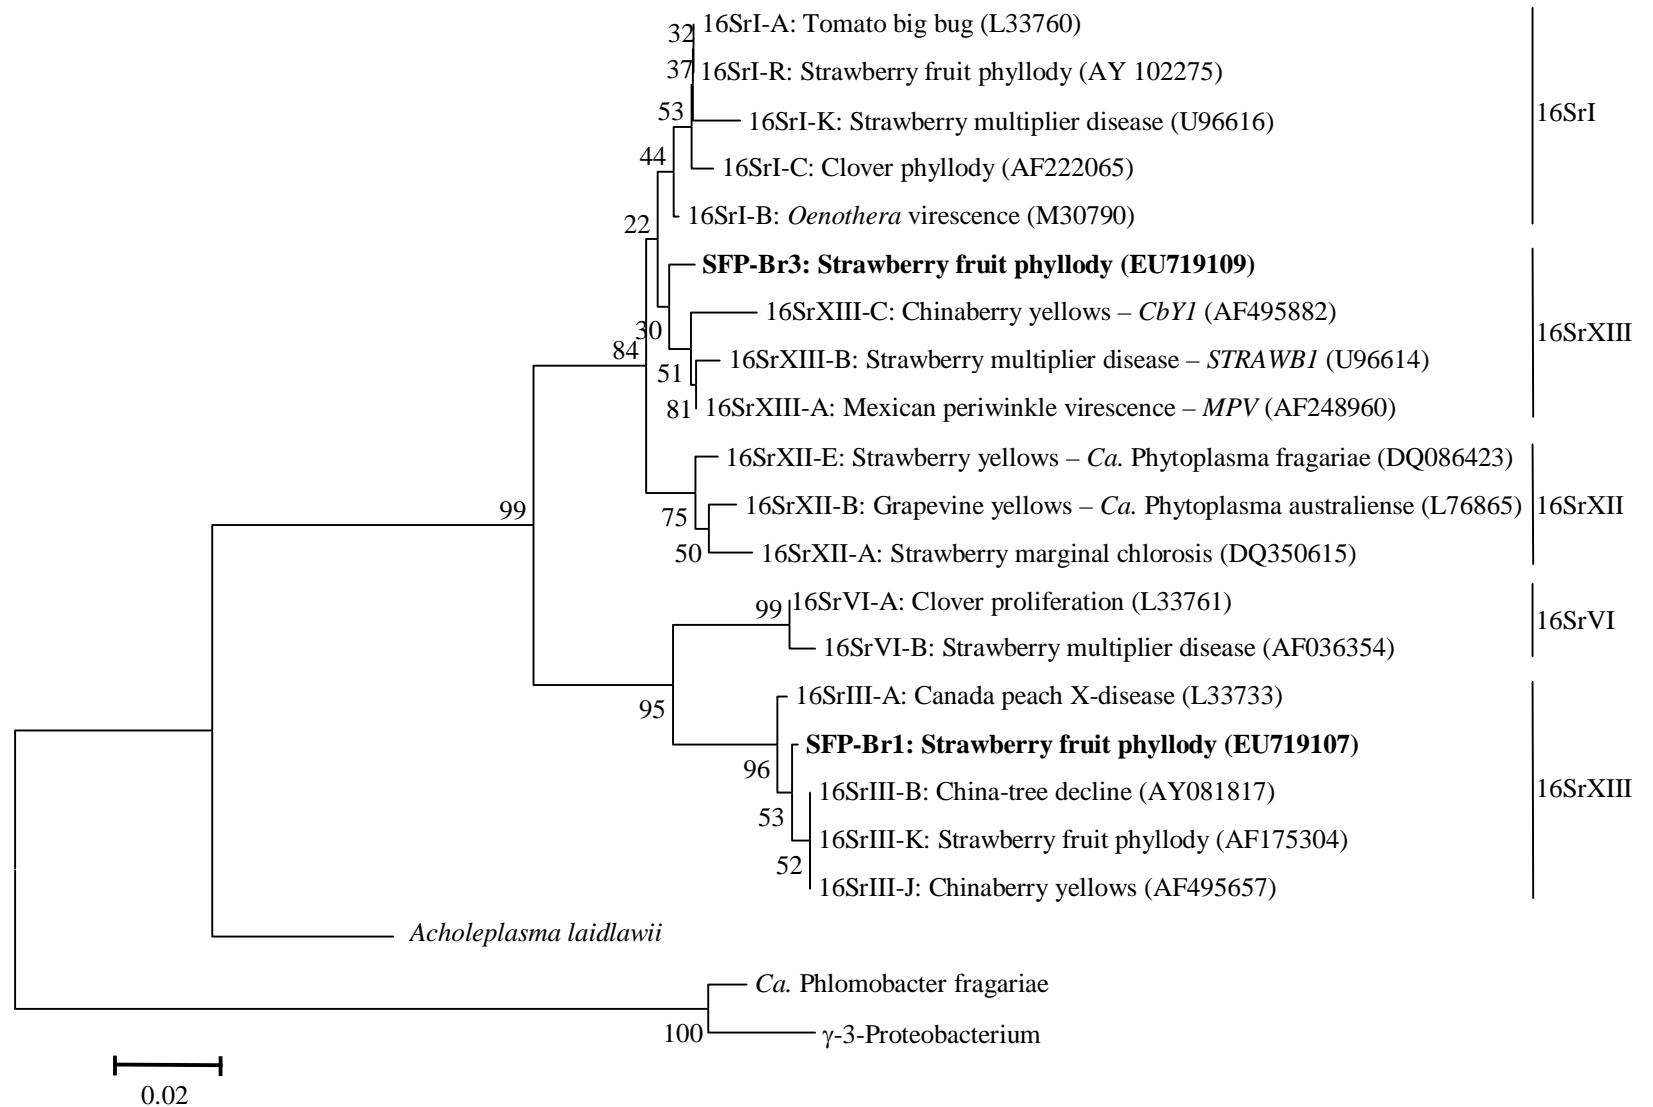 32
16SrI-A: Tomato big bug (L33760)
37
16SrI-R: Strawberry fruit phyllody (AY 102275)
53
16SrI-K: Strawberry multiplier disease (U96616)
16SrI
44
16SrI-C: Clover phyllody (AF222065)
16SrI-B: Oenothera virescence (M30790)
22
SFP-Br3: Strawberry fruit phyllody (EU719109)
16SrXIII-C: Chinaberry yellows – CbY1 (AF495882)
30
16SrXIII
84
16SrXIII-B: Strawberry multiplier disease – STRAWB1 (U96614)
51
81
16SrXIII-A: Mexican periwinkle virescence – MPV (AF248960)
16SrXII-E: Strawberry yellows – Ca. Phytoplasma fragariae (DQ086423)
99
16SrXII-B: Grapevine yellows – Ca. Phytoplasma australiense (L76865)
16SrXII
75
50
16SrXII-A: Strawberry marginal chlorosis (DQ350615)
99
16SrVI-A: Clover proliferation (L33761)
16SrVI
16SrVI-B: Strawberry multiplier disease (AF036354)
95
16SrIII-A: Canada peach X-disease (L33733)
SFP-Br1: Strawberry fruit phyllody (EU719107)
96
16SrIII-B: China-tree decline (AY081817)
16SrXIII
53
16SrIII-K: Strawberry fruit phyllody (AF175304)
52
16SrIII-J: Chinaberry yellows (AF495657)
Acholeplasma laidlawii
Ca. Phlomobacter fragariae
100
γ-3-Proteobacterium
0.02